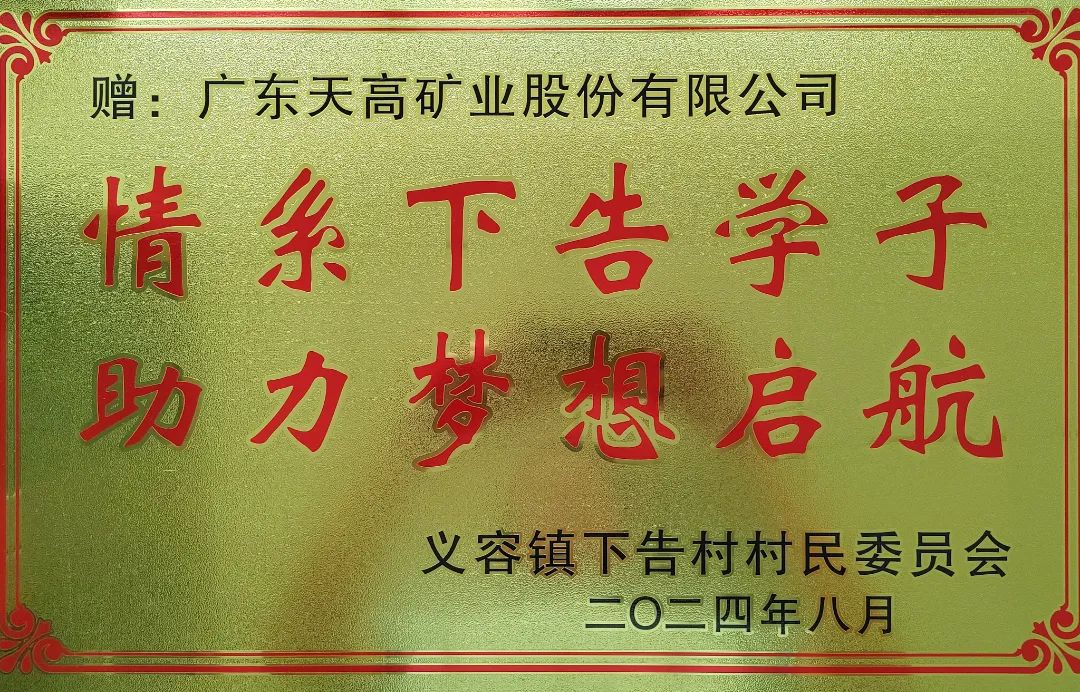 赠：广东天高矿业股份有限公司
情系下告学子
助力梦想启航
义容镇下告村村民委员会
二〇二四年八月